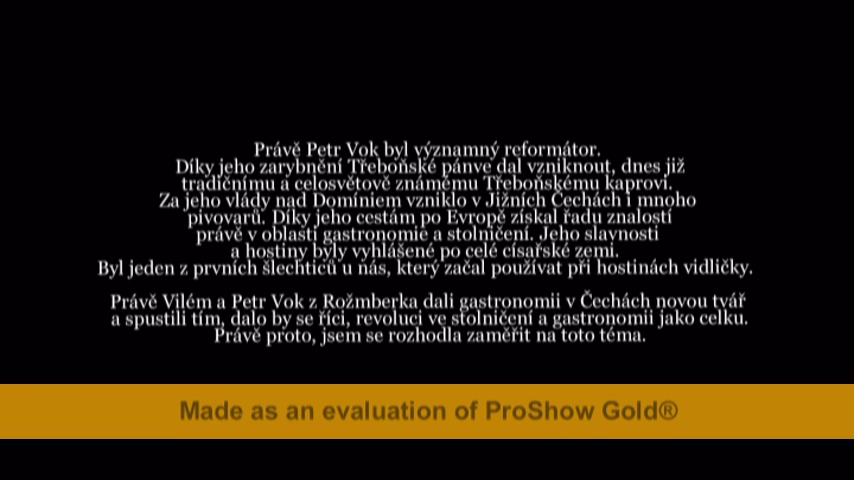 Právě Petr Vok byl významný reformátor.
Díky jeho zarybnění Třeboňské pánve dal vzniknout, dnes již
tradičnímu a celosvětově známému Třeboňskému kaprovi.
Za jeho vlády nad Domíniem vzniklo v Jižních Čechách i mnoho
pivovarů. Díky jeho cestám po Evropě získal řadu znalostí
právě v oblasti gastronomie a stolničení. Jeho slavnosti
a hostiny byly vyhlášené po celé císařské zemi.
Byl jeden z prvních šlechticů u nás, který začal používat při hostinách vidličky.
Právě Vilém a Petr Vok z Rožmberka dali gastronomii v Čechách novou tvář
a spustili tím, dalo by se říci, revoluci ve stolničení a gastronomii jako celku.
Právě proto, jsem se rozhodla zaměřit na toto téma.
Made as an evaluation of ProShow Gold®